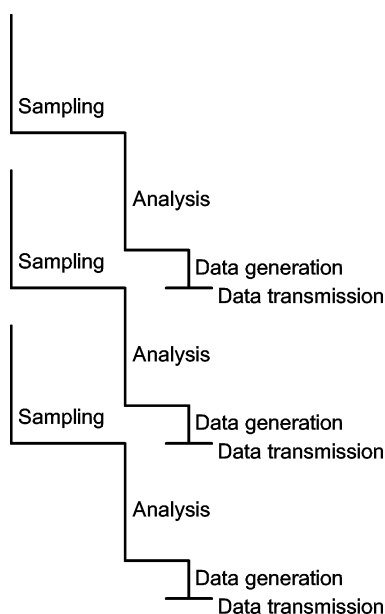 Sampling
Analysis
Data generation
Sampling
Data transmission
Analysis
Data generation
Sampling
Data transmission
Analysis
Data generation
Data transmission